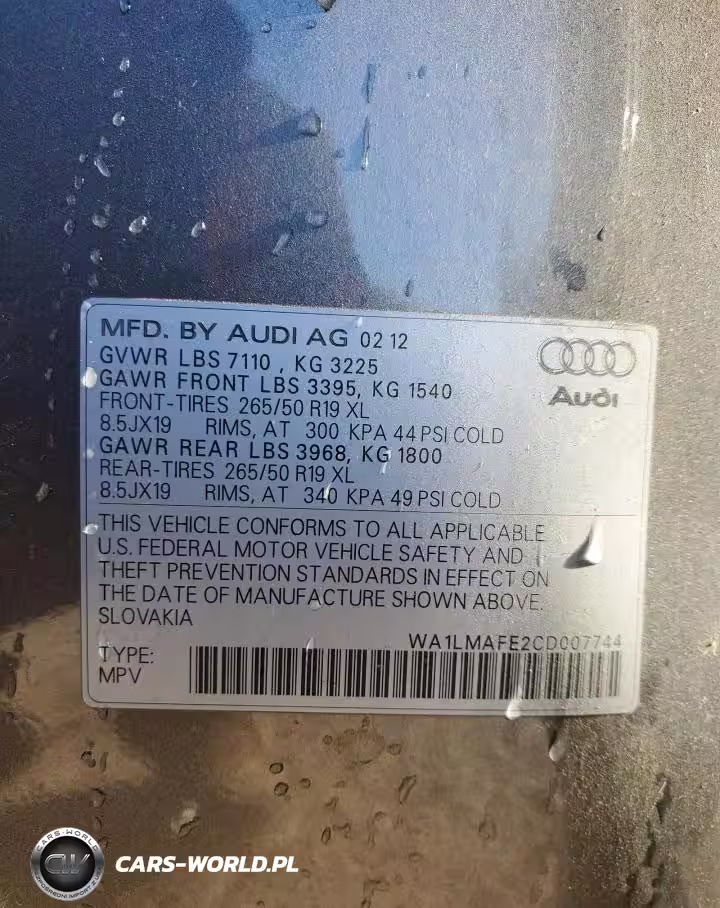 MFD. BY AUDI AG 02 12
GVWR LBS 7110 , KG 3225
GAWR FRONT LBS 3395, KG 1540
FRONT-TIRES 265/50 R19 XL
8.5JX19 RIMS, AT 300 KPA 44 PSI COLD
GAWR REAR LBS 3968, KG 1800
REAR-TIRES 265/50 R19 XL
8.5JX19 RIMS, AT 340 KPA 49 PSI COLD
Audi
THIS VEHICLE CONFORMS TO ALL APPLICABLE
U.S. FEDERAL MOTOR VEHICLE SAFETY AND
THEFT PREVENTION STANDARDS IN EFFECT ON
THE DATE OF MANUFACTURE SHOWN ABOVE.
SLOVAKIA
WA1LMAFE2CD007744
TYPE:
MPV
CARS-WORLD
CW
CARS-WORLD.PL